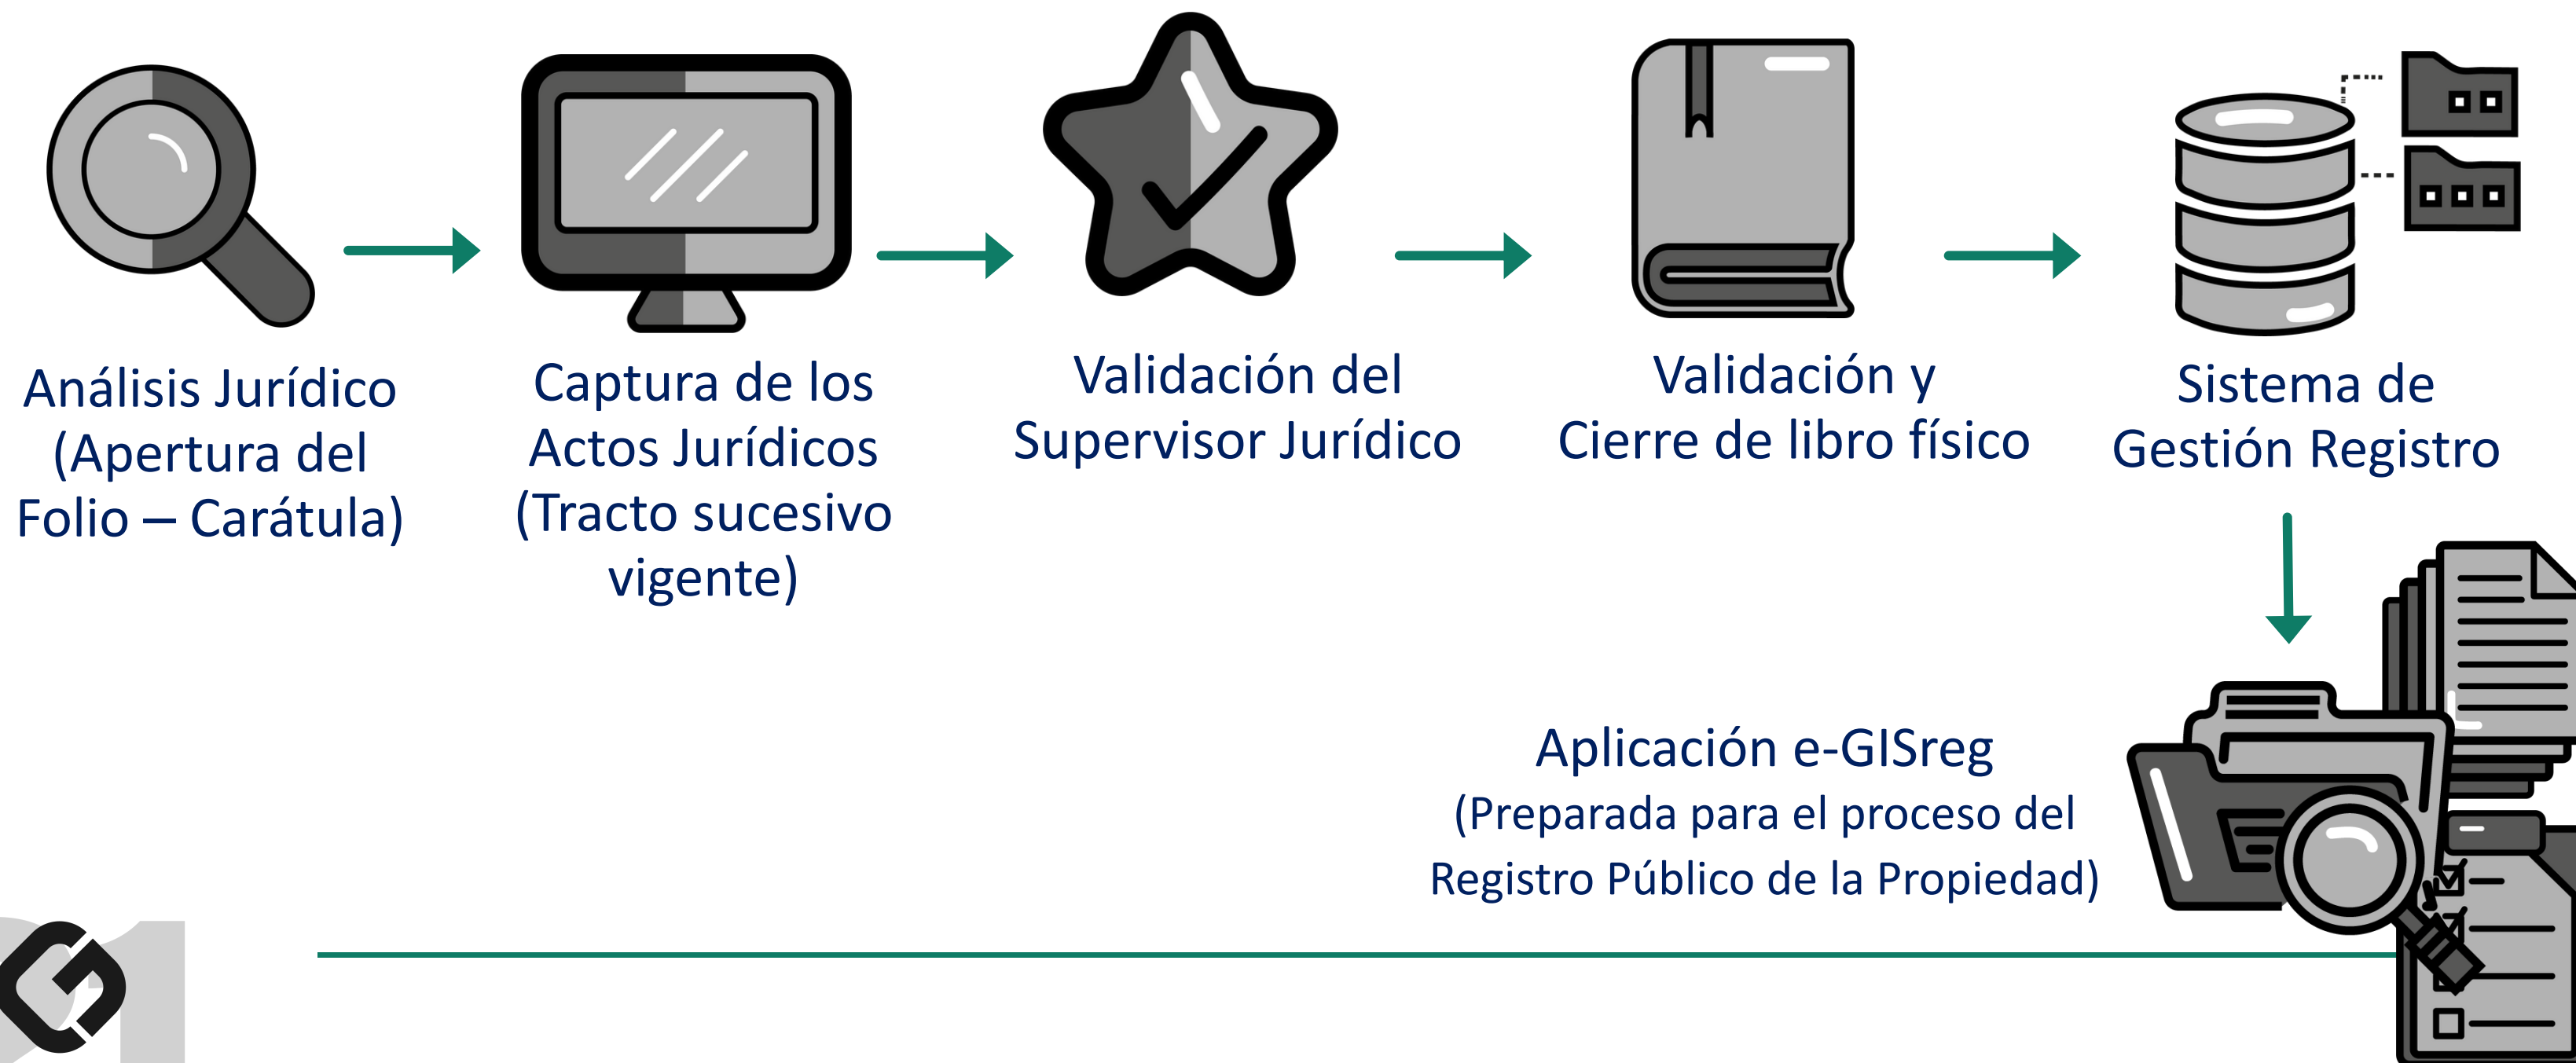 Análisis Jurídico
(Apertura del
Folio – Carátula)
Captura de los
Actos Jurídicos
(Tracto sucesivo
vigente)
Validación del
Supervisor Jurídico
Validación y
Cierre de libro físico
Sistema de
Gestión Registro
Aplicación e-GISreg
(Preparada para el proceso del
Registro Público de la Propiedad)